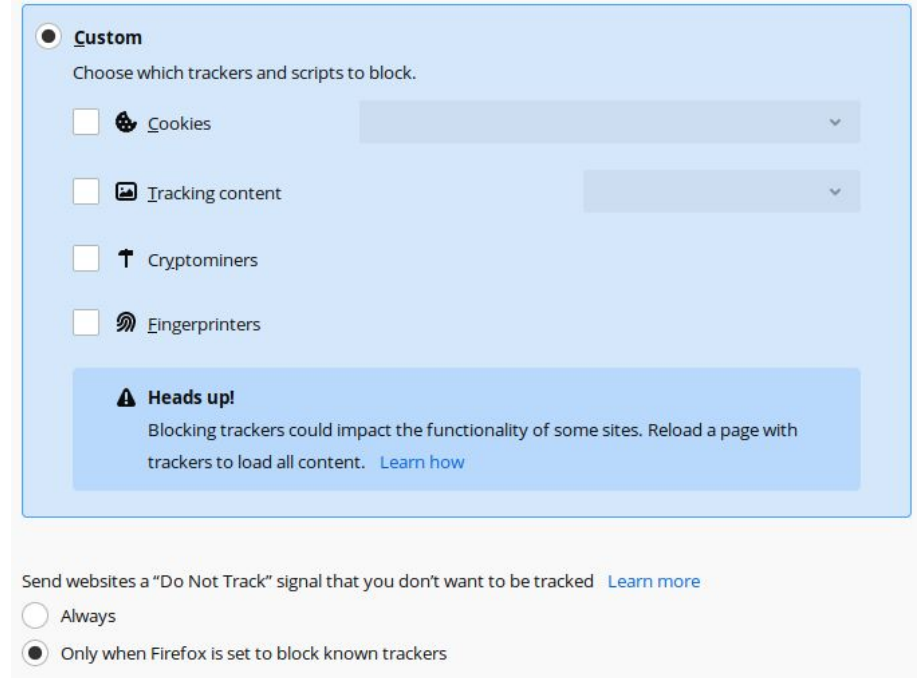 Custom
Choose which trackers and scripts to block.
Cookies
Tracking content
Cryptominers
Fingerprinters
Heads up!
Blocking trackers could impact the functionality of some sites. Reload a page with
trackers to load all content. Learn how
Send websites a “Do Not Track” signal that you don’t want to be tracked Learn more
Always
Only when Firefox is set to block known trackers